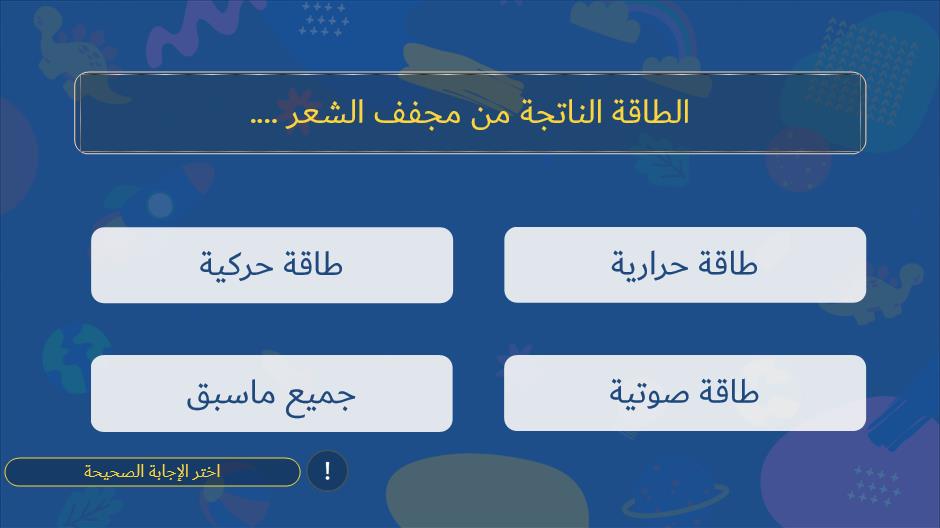 الطاقة الناتجة من مجفف الشعر ....
طاقة حرارية
طاقة حركية
طاقة صوتية
جميع ماسبق
اختر الإجابة الصحيحة
!